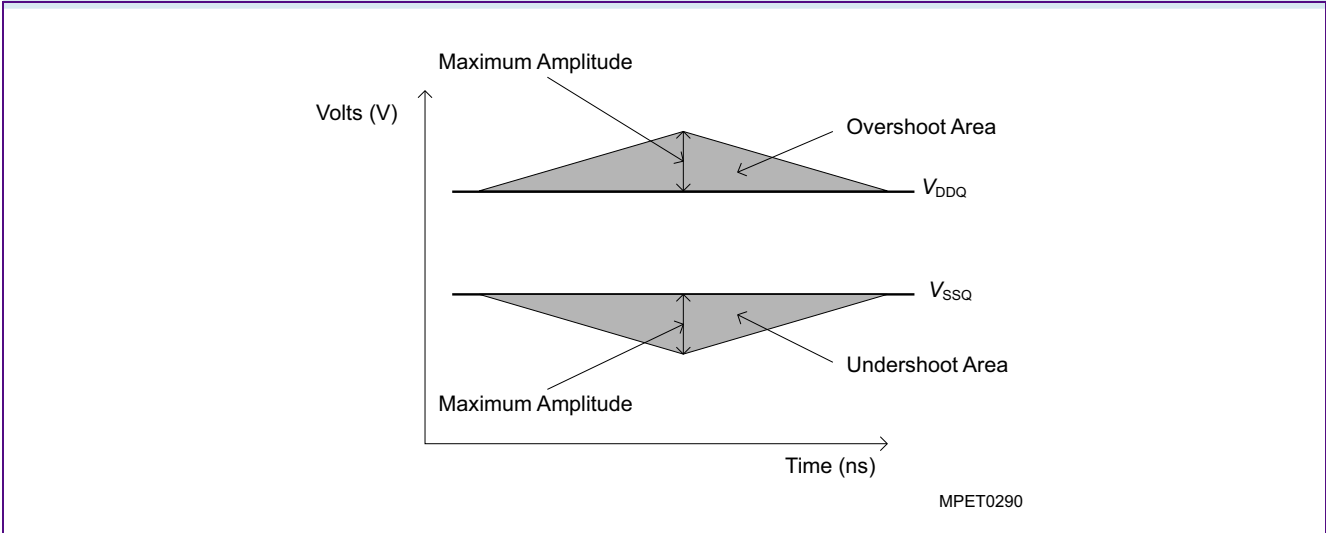 Maximum Amplitude
Volts (V)
Overshoot Area
VDDQ
VSSQ
Undershoot Area
Maximum Amplitude
Time (ns)
MPET0290